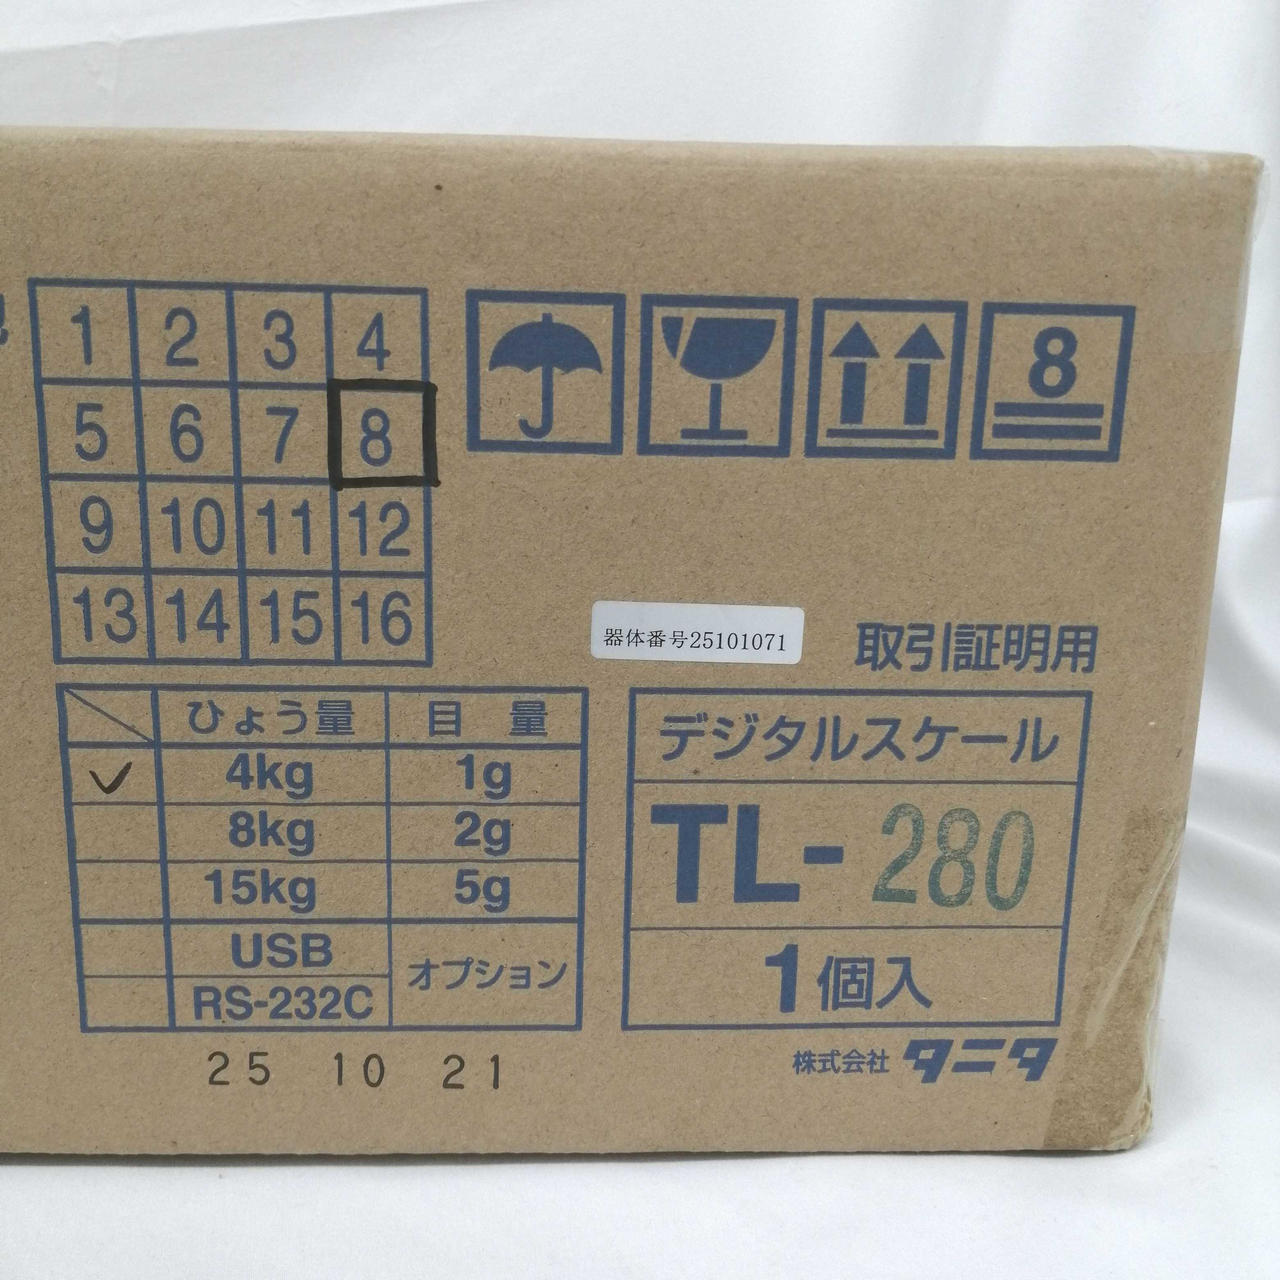 1 2 3 4
5 6 7 8
9 10 11 12
13 14 15 16
8
器体番号25101071
取引証明用
ひょう量 目 量
4kg 1g
8kg 2g
15kg 5g
USB オプション
RS-232C
25 10 21
デジタルスケール
TL-280
1個入
株式会社 タニタ